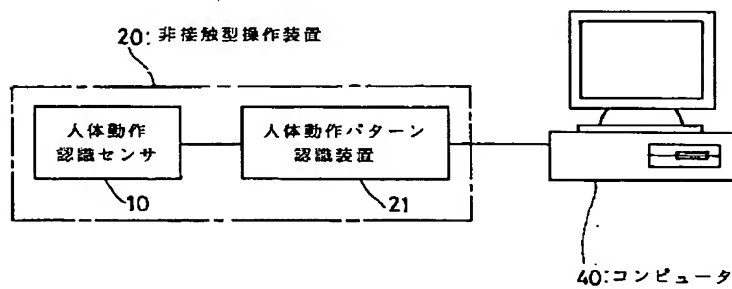 20: 非接触型操作装置
人体動作
認識センサ
人体動作パターン
認識装置
10
21
40:コンピュータ